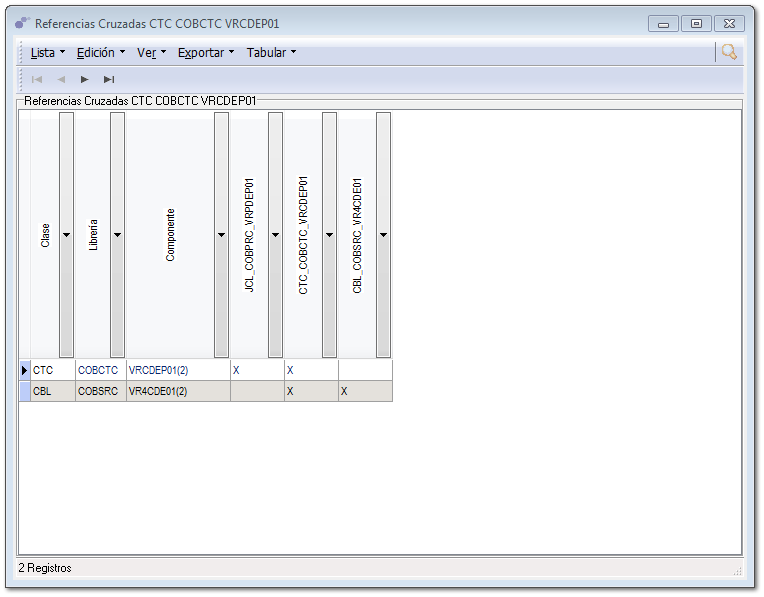 Referencias Cruzadas CTC COBCTC VRCDEP01
Lista Edición Ver Exportar Tabular
Referencias Cruzadas CTC COBCTC VRCDEP01
Clase Librería Componente JCL_COBPRC_VRPDEP01 CTC_COBCTC_VRCDEP01 CBL_COBSRC_VR4CDE01
CTC COBCTC VRCDEP01(2) X X
CBL COBSRC VR4CDE01(2) X X
2 Registros